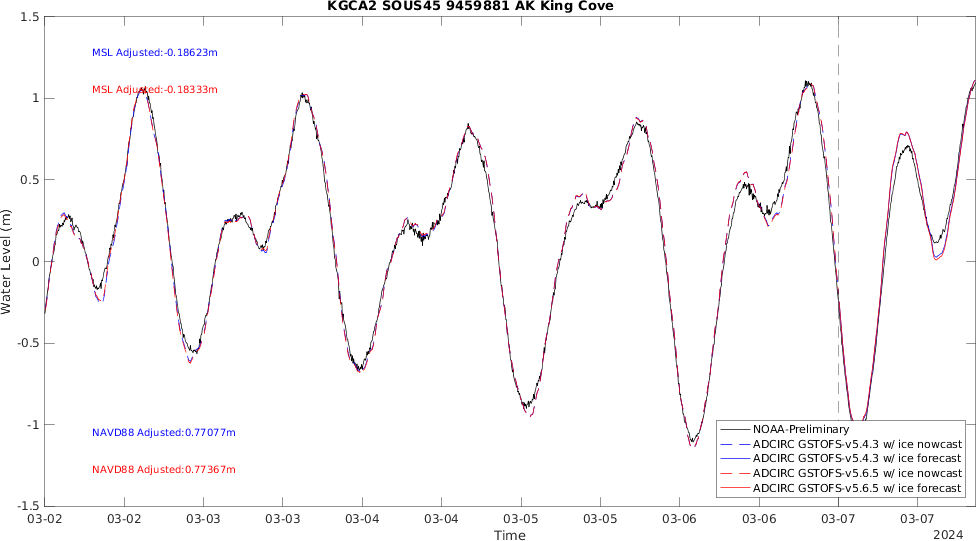 KGCA2 SOUS45 9459881 AK King Cove
1.5
1
0.5
0
-0.5
-1
-1.5
Water Level (m)
MSL Adjusted:-0.18623m
MSL Adjusted:-0.18333m
NAVD88 Adjusted:0.77077m
NAVD88 Adjusted:0.77367m
NOAA-Preliminary
ADCIRC GSTOFS-v5.4.3 w/ ice nowcast
ADCIRC GSTOFS-v5.4.3 w/ ice forecast
ADCIRC GSTOFS-v5.6.5 w/ ice nowcast
ADCIRC GSTOFS-v5.6.5 w/ ice forecast
03-02 03-02 03-03 03-03 03-04 03-04 03-05 03-05 03-06 03-06 03-07 03-07
Time
2024